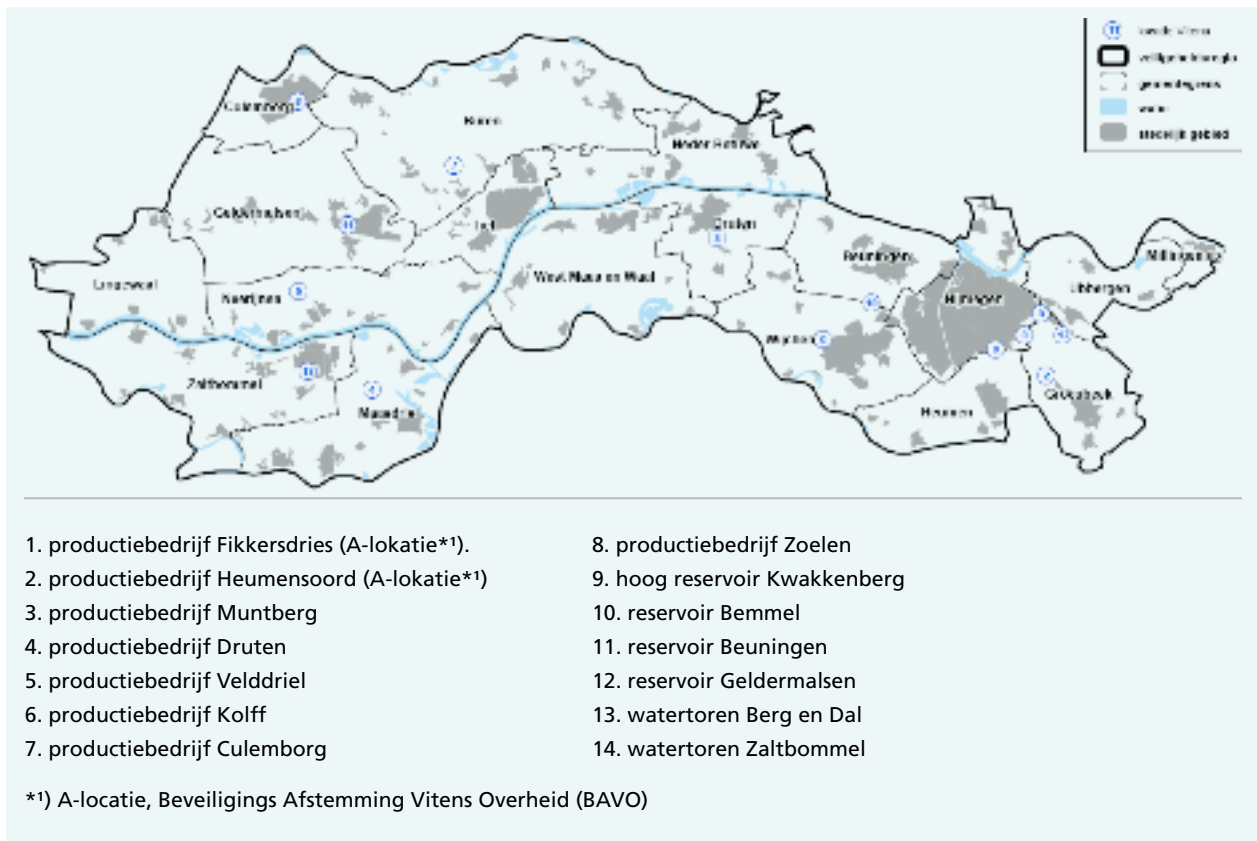 water
stedelijk gebied
Culemborg
Buren
Neder Betuwe
Geldermalsen
Tiel
Druten
Lingewaal
Neerijnen
West Maas en Waal
Beuningen
Nijmegen
Ubbergen
Millingen
Wijchen
Zaltbommel
Maasdriel
Heumen
Groesbeek
1. productiebedrijf Fikkersdries (A-lokatie*¹).
2. productiebedrijf Heumensoord (A-lokatie*¹)
3. productiebedrijf Muntberg
4. productiebedrijf Druten
5. productiebedrijf Velddriel
6. productiebedrijf Kolff
7. productiebedrijf Culemborg
8. productiebedrijf Zoelen
9. hoog reservoir Kwakkenberg
10. reservoir Bemmel
11. reservoir Beuningen
12. reservoir Geldermalsen
13. watertoren Berg en Dal
14. watertoren Zaltbommel
*¹) A-locatie, Beveiligings Afstemming Vitens Overheid (BAVO)